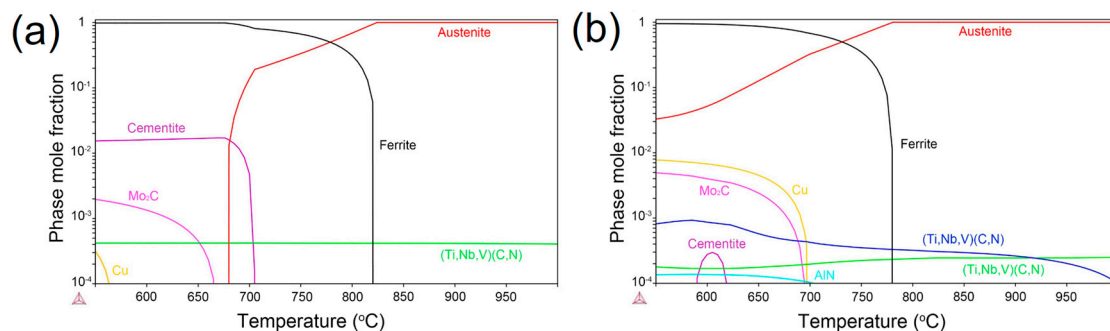 (a)
Phase mole fraction
1
10⁻¹
10⁻²
10⁻³
10⁻⁴
Austenite
Cementite
Ferrite
Mo₂C
(Ti,Nb,V)(C,N)
Cu
600 650 700 750 800 850 900 950
Temperature (°C)
(b)
Phase mole fraction
1
10⁻¹
10⁻²
10⁻³
10⁻⁴
Austenite
Ferrite
Cu
Mo₂C
(Ti,Nb,V)(C,N)
Cementite
(Ti,Nb,V)(C,N)
AlN
600 650 700 750 800 850 900 950
Temperature (°C)